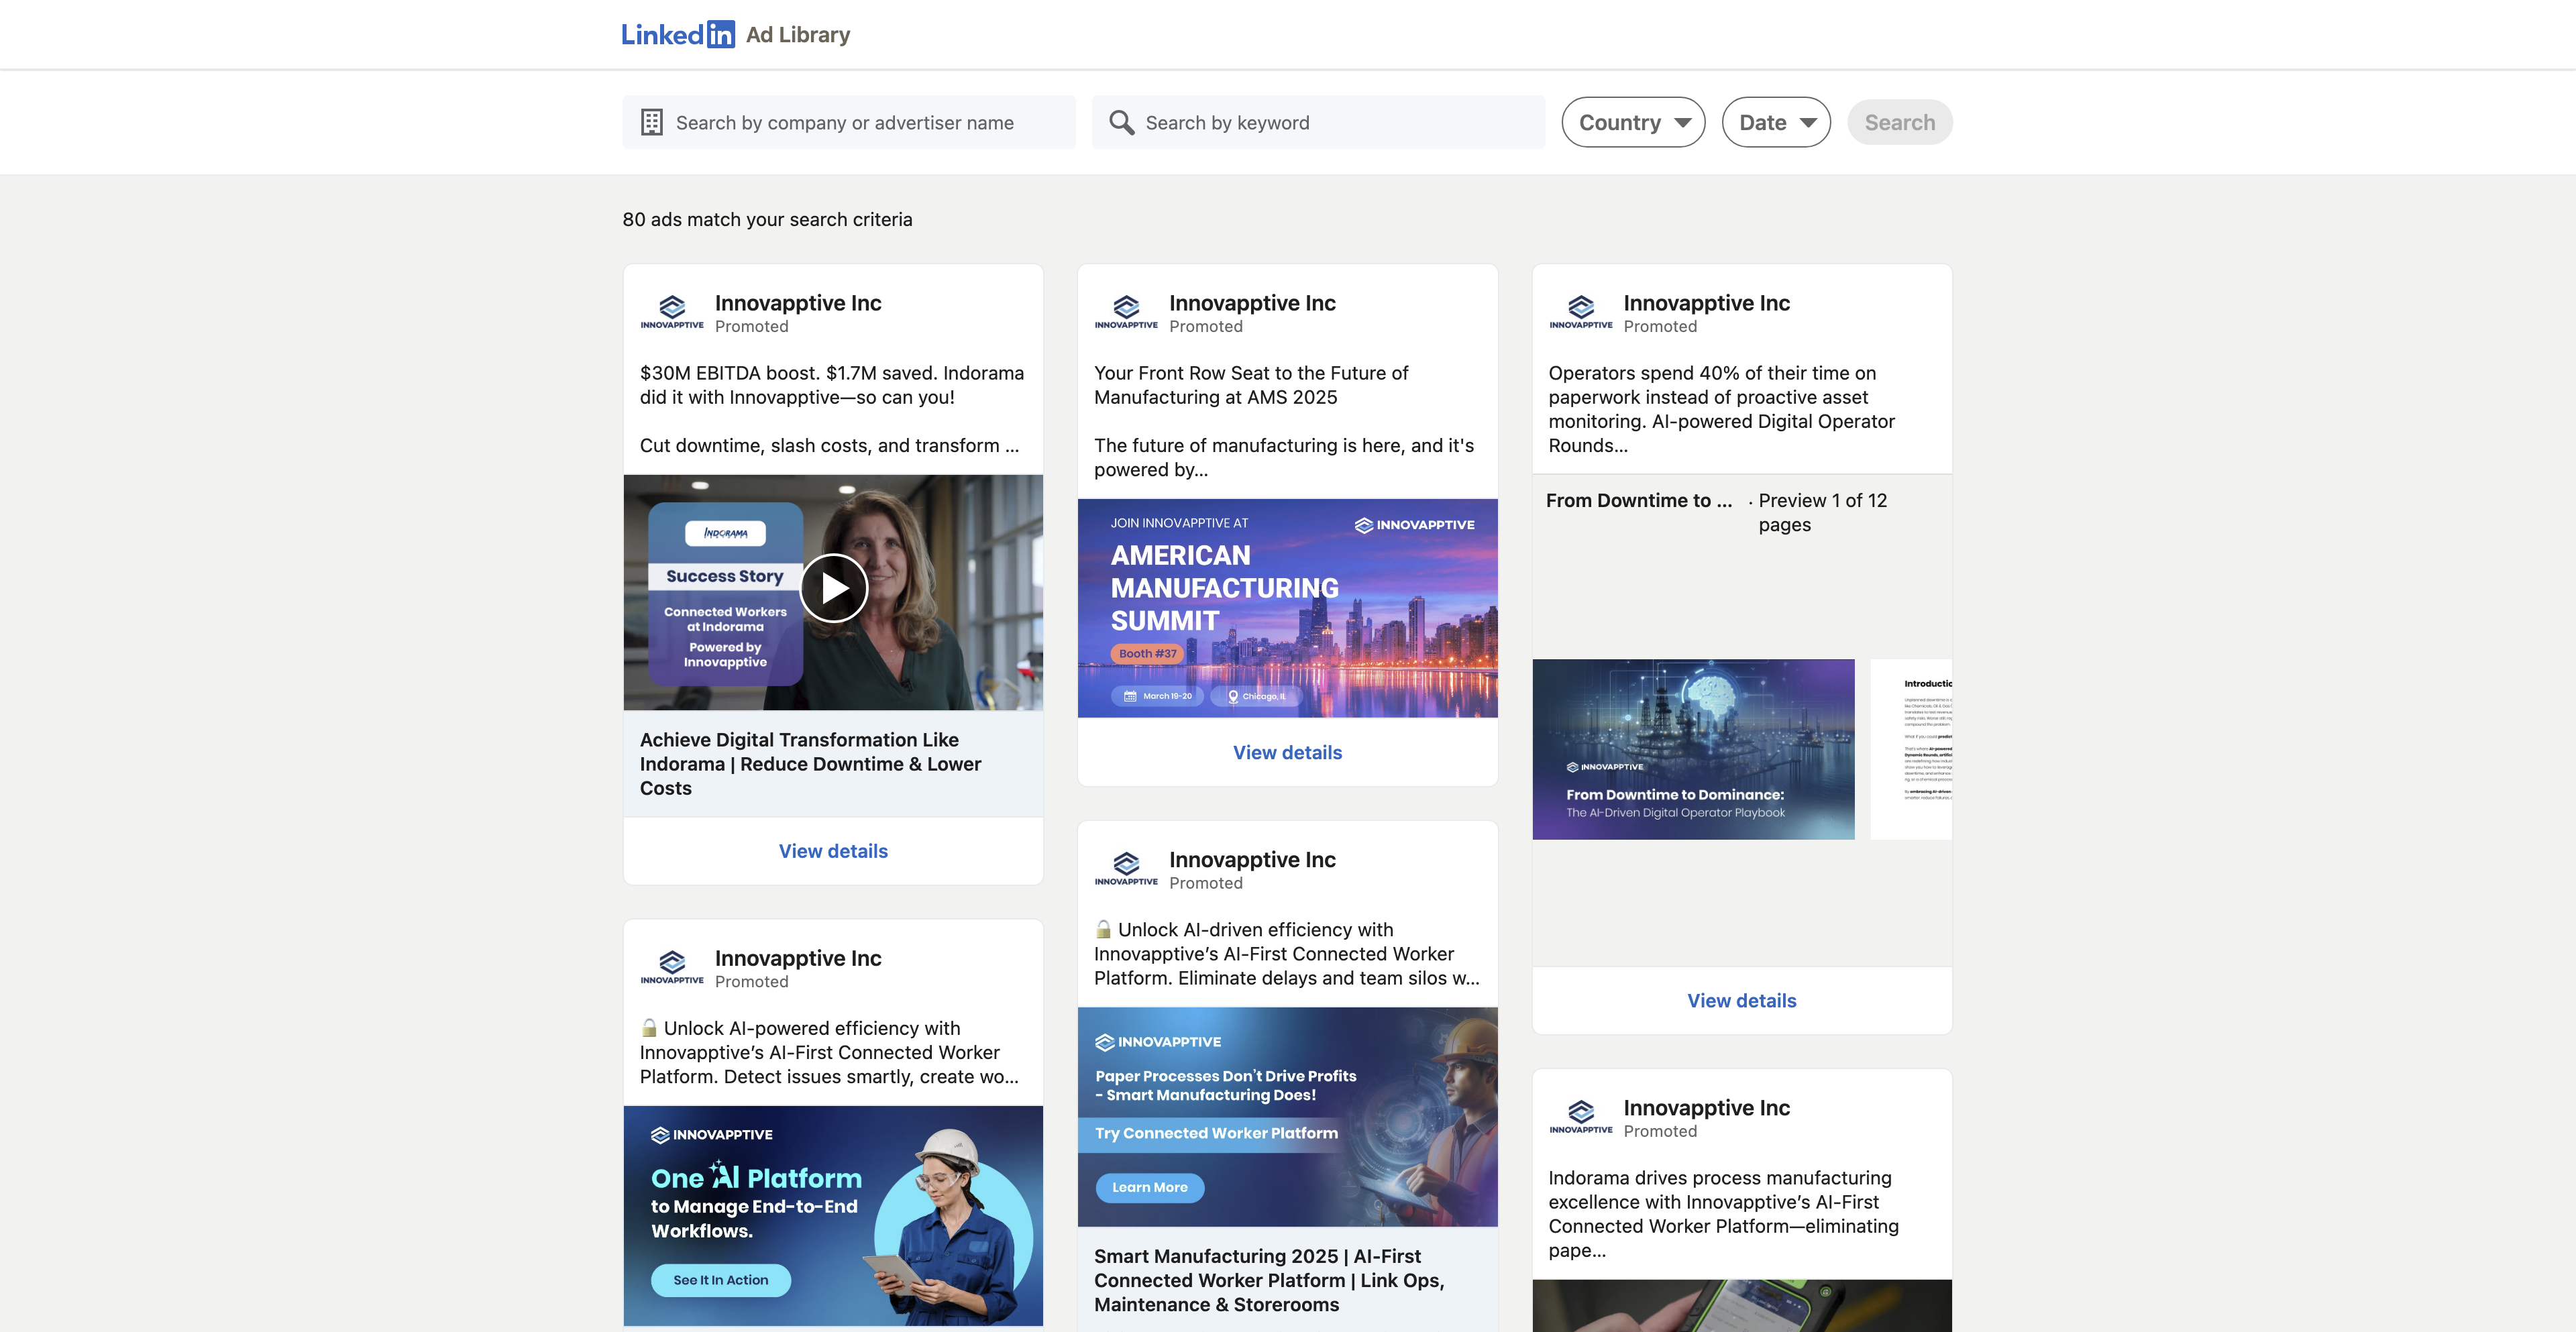 Linkedin Ad Library
Search by company or advertiser name
Search by keyword
Country
Date
Search
80 ads match your search criteria
INNOVAPPTIVE
Innovapptive Inc
Promoted
$30M EBITDA boost. $1.7M saved. Indorama
did it with Innovapptive—so can you!
Cut downtime, slash costs, and transform ...
INDORAMA
Success Story
Connected Workers
at Indorama
Powered by
Innovapptive
Achieve Digital Transformation Like
Indorama | Reduce Downtime & Lower
Costs
View details
INNOVAPPTIVE
Innovapptive Inc
Promoted
🔓 Unlock AI-powered efficiency with
Innovapptive’s AI-First Connected Worker
Platform. Detect issues smartly, create wo...
INNOVAPPTIVE
One AI Platform
to Manage End-to-End
Workflows.
See It In Action
INNOVAPPTIVE
Innovapptive Inc
Promoted
Your Front Row Seat to the Future of
Manufacturing at AMS 2025
The future of manufacturing is here, and it's
powered by...
JOIN INNOVAPPTIVE AT
INNOVAPPTIVE
AMERICAN
MANUFACTURING
SUMMIT
Booth #37
March 19-20
Chicago, IL
View details
INNOVAPPTIVE
Innovapptive Inc
Promoted
🔓 Unlock AI-driven efficiency with
Innovapptive’s AI-First Connected Worker
Platform. Eliminate delays and team silos w...
INNOVAPPTIVE
Paper Processes Don’t Drive Profits
- Smart Manufacturing Does!
Try Connected Worker Platform
Learn More
Smart Manufacturing 2025 | AI-First
Connected Worker Platform | Link Ops,
Maintenance & Storerooms
INNOVAPPTIVE
Innovapptive Inc
Promoted
Operators spend 40% of their time on
paperwork instead of proactive asset
monitoring. AI-powered Digital Operator
Rounds...
From Downtime to ... · Preview 1 of 12
pages
INNOVAPPTIVE
From Downtime to Dominance:
The AI-Driven Digital Operator Playbook
View details
INNOVAPPTIVE
Innovapptive Inc
Promoted
Indorama drives process manufacturing
excellence with Innovapptive’s AI-First
Connected Worker Platform—eliminating
pape...